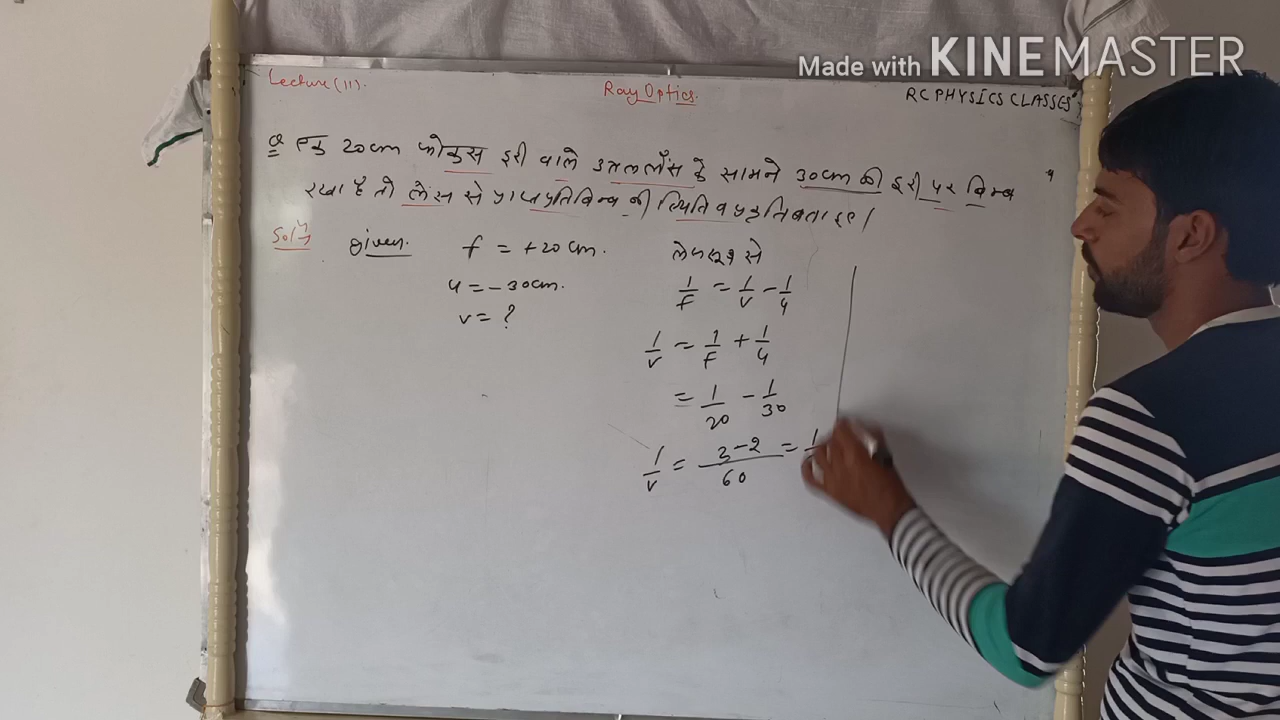 Made with KINEMASTER
Lecture (11). Ray Optics. RC PHYSICS CLASSES
Q एक 20cm फोकस दूरी वाले उत्तल लैंस के सामने 30cm की दूरी पर बिम्ब
रखा है तो लैंस से प्राप्त प्रतिबिम्ब की स्थिति व प्रकृति बताइए।
Solⁿ given. f = +20 cm.
u = -30cm.
v = ?
लेंस सूत्र से
1/f = 1/v - 1/u
1/v = 1/f + 1/u
= 1/20 - 1/30
1/v = 3-2/60 = 1/